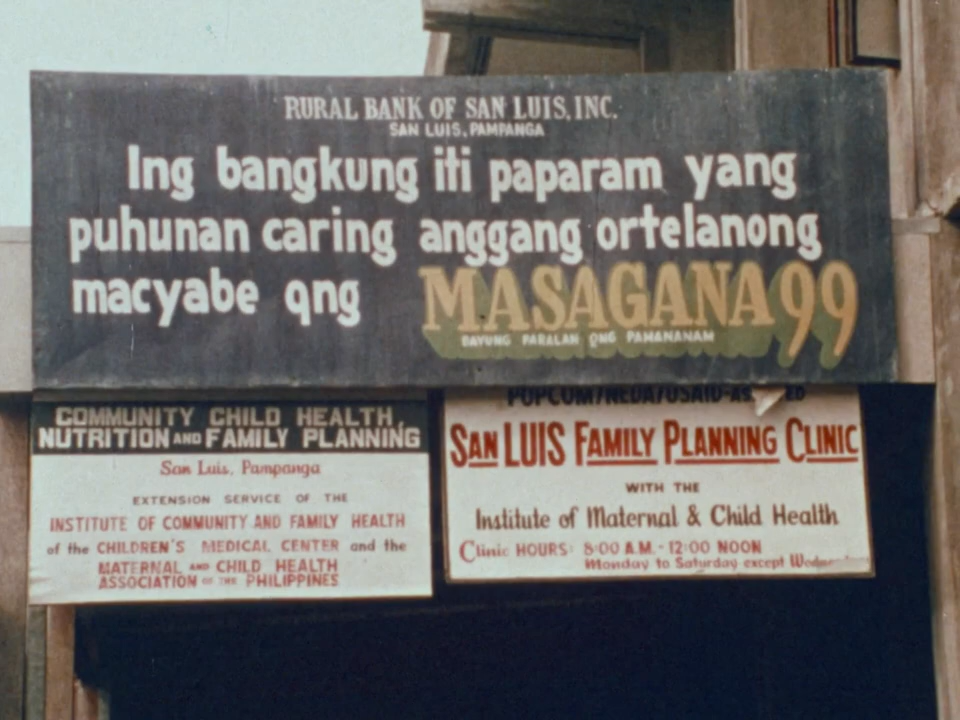 RURAL BANK OF SAN LUIS, INC.
SAN LUIS, PAMPANGA
Ing bangkung iti paparam yang
puhunan caring anggang ortelanong
macyabe qng MASAGANA 99
BAYUNG PARALAN QNG PAMANANAM
COMMUNITY CHILD HEALTH,
NUTRITION AND FAMILY PLANNING
San Luis, Pampanga
EXTENSION SERVICE OF THE
INSTITUTE OF COMMUNITY AND FAMILY HEALTH
of the CHILDREN'S MEDICAL CENTER and the
MATERNAL AND CHILD HEALTH
ASSOCIATION OF THE PHILIPPINES
POPCOM/NEDA/USAID-AS ED
SAN LUIS FAMILY PLANNING CLINIC
WITH THE
Institute of Maternal & Child Health
Clinic HOURS: 8:00 A.M. - 12:00 NOON
Monday to Saturday except